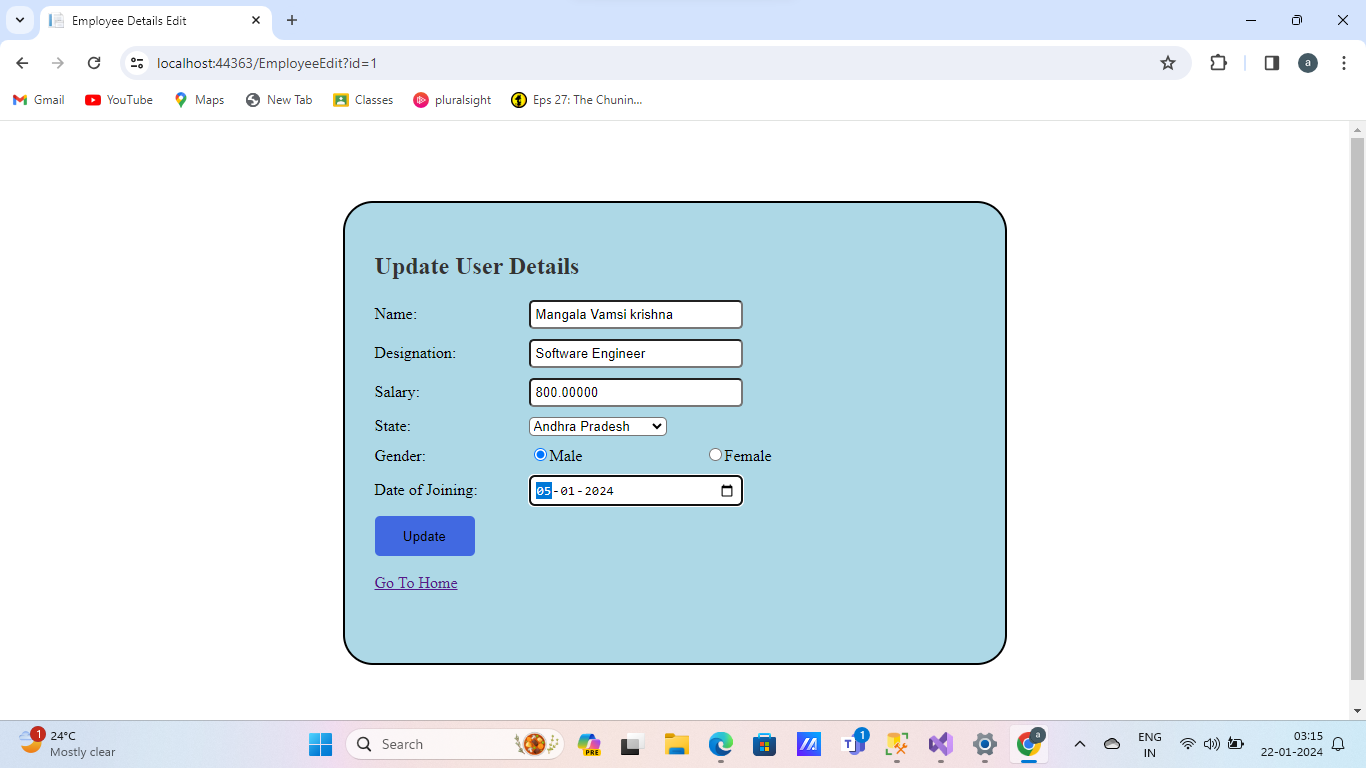 Employee Details Edit
localhost:44363/EmployeeEdit?id=1
a
Gmail
YouTube
Maps
New Tab
Classes
pluralsight
Eps 27: The Chunin...
Update User Details
Name: Mangala Vamsi krishna
Designation: Software Engineer
Salary: 800.00000
State: Andhra Pradesh
Gender: Male Female
Date of Joining: 05-01-2024
Update
Go To Home
1
24°C
Mostly clear
Search
PRE
T
1
a
ENG
IN
03:15
22-01-2024